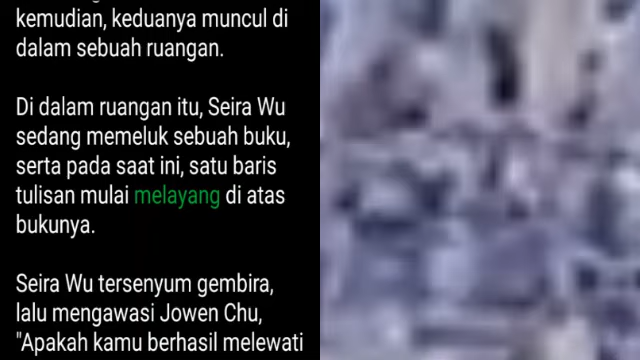 kemudian, keduanya muncul di
dalam sebuah ruangan.
Di dalam ruangan itu, Seira Wu
sedang memeluk sebuah buku,
serta pada saat ini, satu baris
tulisan mulai melayang di atas
bukunya.
Seira Wu tersenyum gembira,
lalu mengawasi Jowen Chu,
"Apakah kamu berhasil melewati